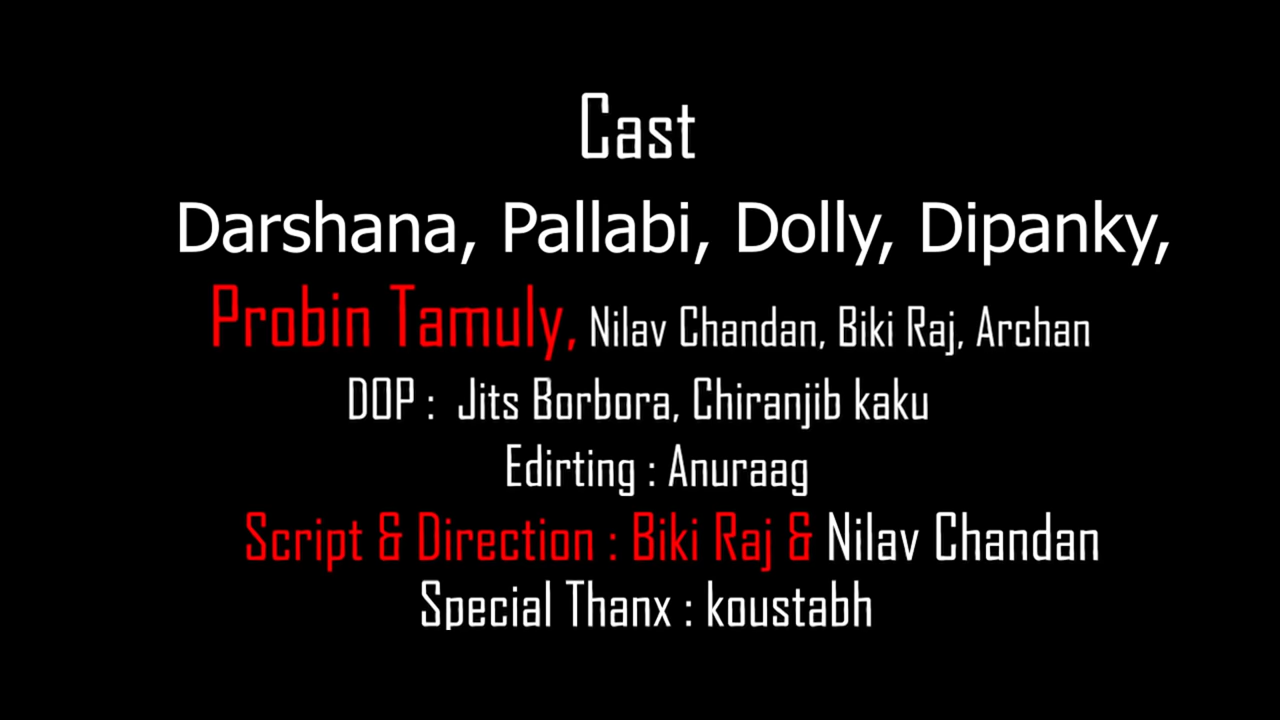 Cast
Darshana, Pallabi, Dolly, Dipanky,
Probin Tamuly, Nilav Chandan, Biki Raj, Archan
DOP : Jits Borbora, Chiranjib kaku
Edirting : Anuraag
Script & Direction : Biki Raj & Nilav Chandan
Special Thanx : koustabh